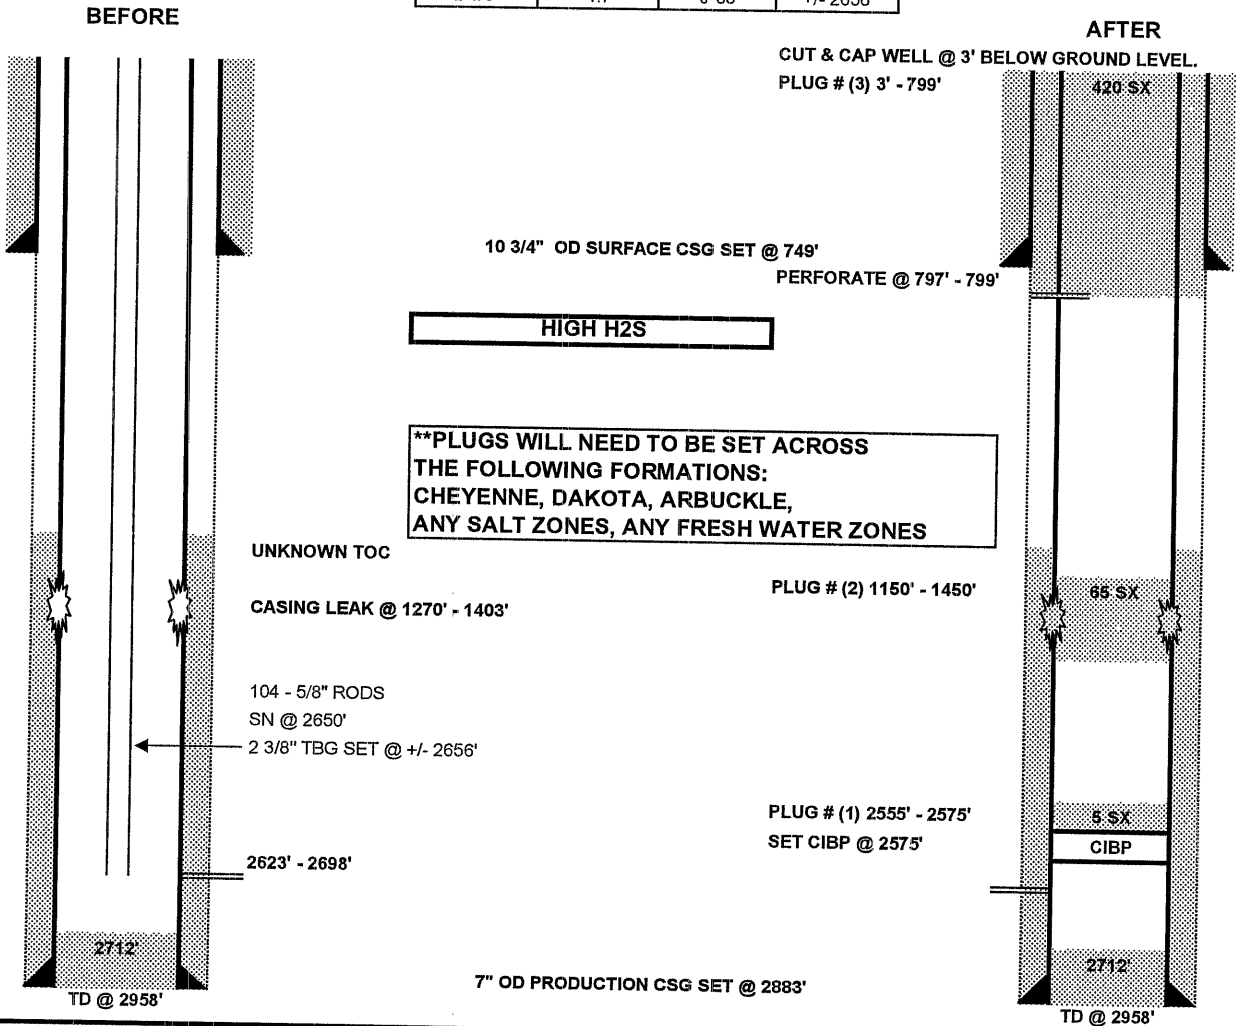 BEFORE
AFTER
CUT & CAP WELL @ 3' BELOW GROUND LEVEL.
PLUG # (3) 3' - 799'
420 SX
10 3/4" OD SURFACE CSG SET @ 749'
PERFORATE @ 797' - 799'
HIGH H2S
**PLUGS WILL NEED TO BE SET ACROSS
THE FOLLOWING FORMATIONS:
CHEYENNE, DAKOTA, ARBUCKLE,
ANY SALT ZONES, ANY FRESH WATER ZONES
UNKNOWN TOC
CASING LEAK @ 1270' - 1403'
PLUG # (2) 1150' - 1450'
65 SX
104 - 5/8" RODS
SN @ 2650'
2 3/8" TBG SET @ +/- 2656'
PLUG # (1) 2555' - 2575'
5 SX
SET CIBP @ 2575'
CIBP
2623' - 2698'
2712'
2712'
7" OD PRODUCTION CSG SET @ 2883'
TD @ 2958'
TD @ 2958'